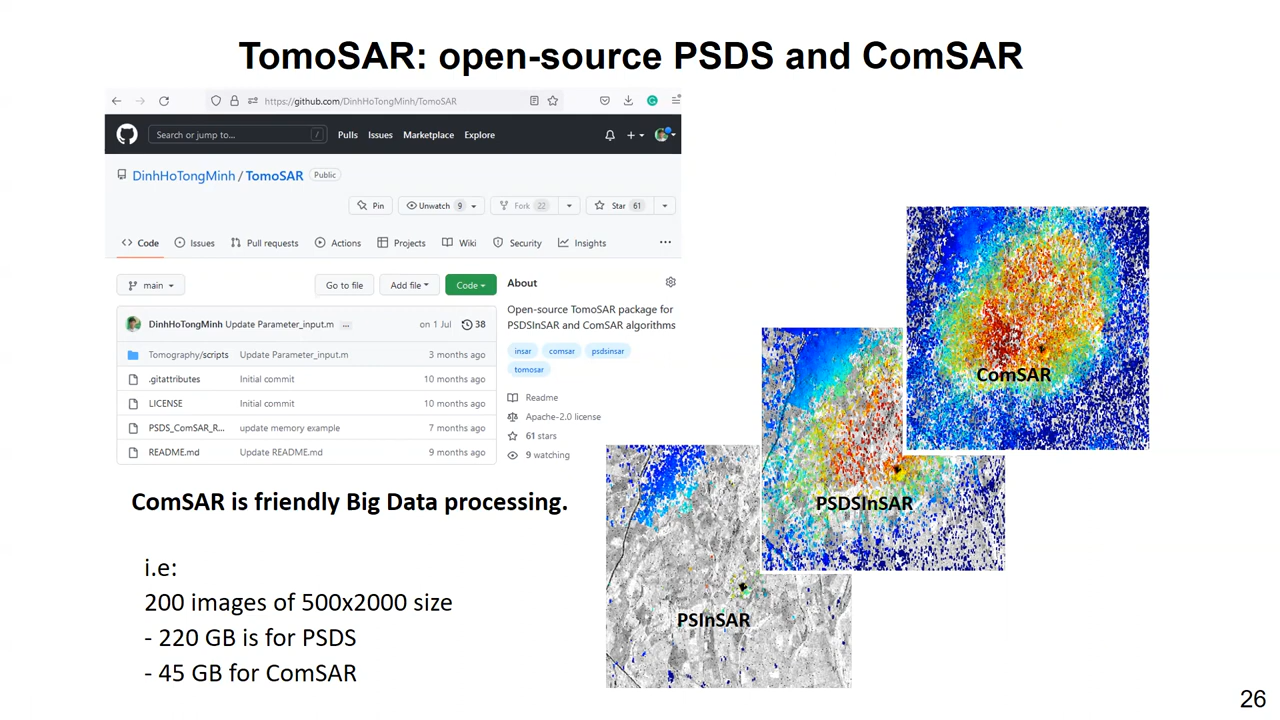 TomoSAR: open-source PSDS and ComSAR
https://github.com/DinhHoTongMinh/TomoSAR
Search or jump to... / Pulls Issues Marketplace Explore
DinhHoTongMinh / TomoSAR Public
Pin Unwatch 9 Fork 22 Star 61
Code Issues Pull requests Actions Projects Wiki Security Insights ...
main Go to file Add file Code
DinhHoTongMinh Update Parameter_input.m ... on 1 Jul 38
Tomography/scripts Update Parameter_input.m 3 months ago
.gitattributes Initial commit 10 months ago
LICENSE Initial commit 10 months ago
PSDS_ComSAR_R... update memory example 7 months ago
README.md Update README.md 9 months ago
About
Open-source TomoSAR package for
PSDSInSAR and ComSAR algorithms
insar comsar psdsinsar
tomosar
Readme
Apache-2.0 license
61 stars
9 watching
ComSAR
PSDSInSAR
PSInSAR
ComSAR is friendly Big Data processing.
i.e:
200 images of 500x2000 size
- 220 GB is for PSDS
- 45 GB for ComSAR
26